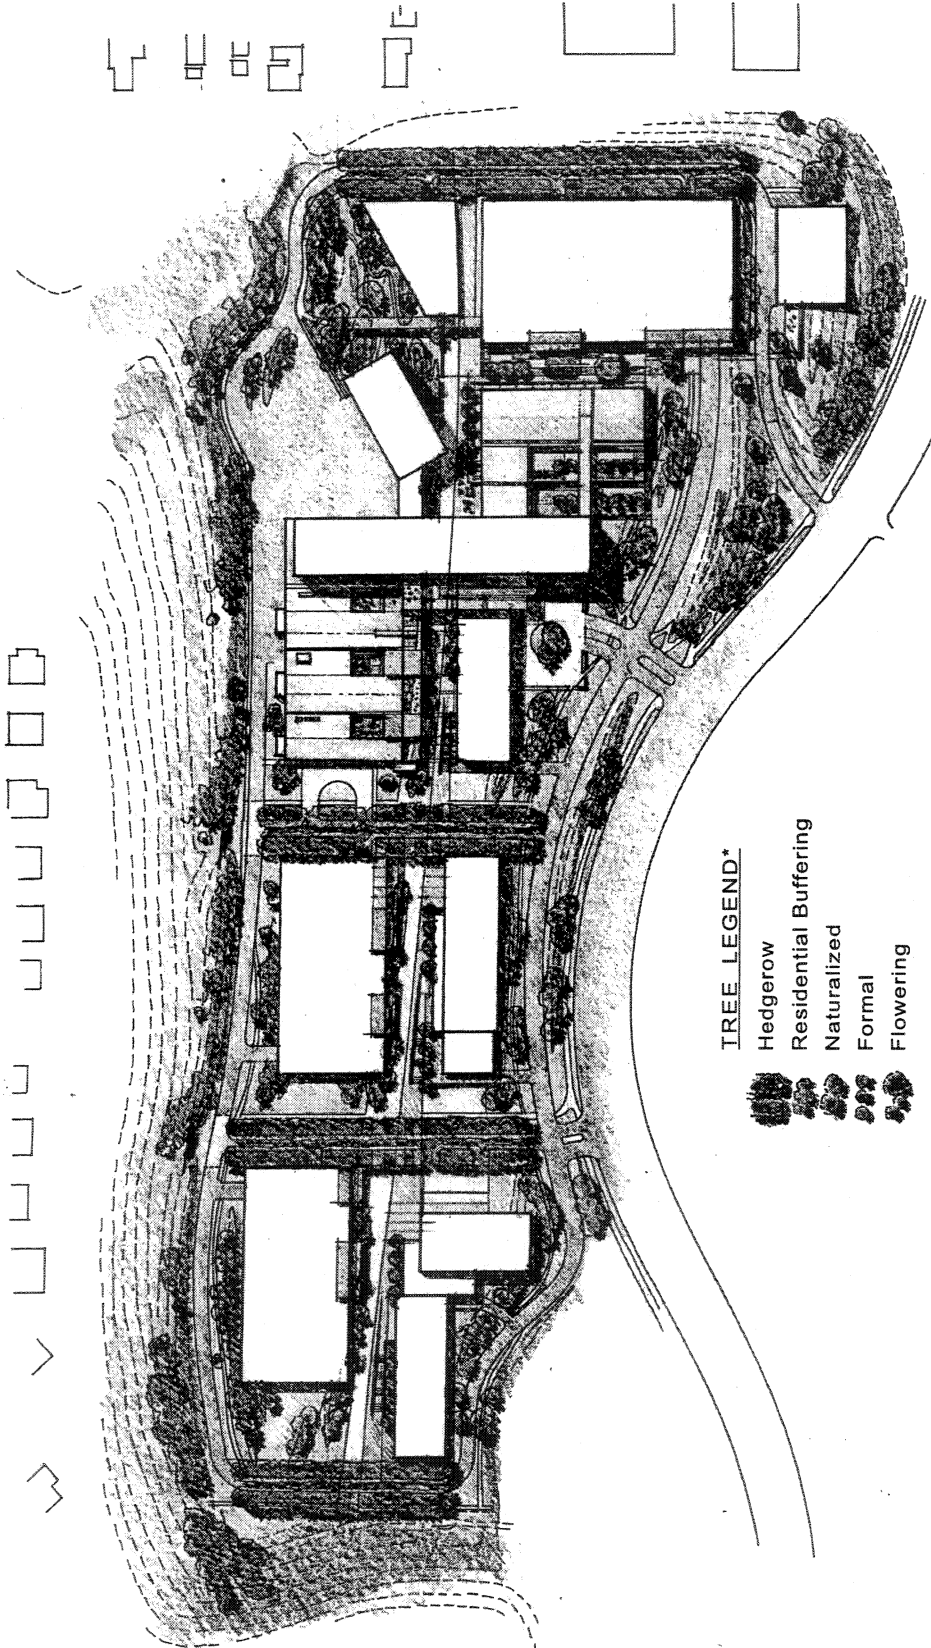 TREE LEGEND*
Hedgerow
Residential Buffering
Naturalized
Formal
Flowering